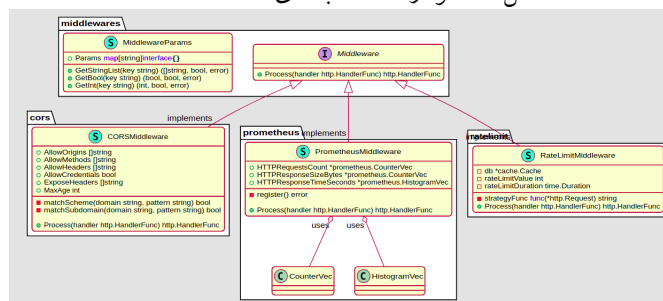 middlewares
S MiddlewareParams
Params map[string]interface{}
GetStringList(key string) ([]string, bool, error)
GetBool(key string) (bool, bool, error)
GetInt(key string) (int, bool, error)
I Middleware
Process(handler http.HandlerFunc) http.HandlerFunc
cors
implements
S CORSMiddleware
AllowOrigins []string
AllowMethods []string
AllowHeaders []string
AllowCredentials bool
ExposeHeaders []string
MaxAge int
matchScheme(domain string, pattern string) bool
matchSubdomain(domain string, pattern string) bool
Process(handler http.HandlerFunc) http.HandlerFunc
prometheus
implements
S PrometheusMiddleware
HTTPRequestsCount *prometheus.CounterVec
HTTPResponseSizeBytes *prometheus.CounterVec
HTTPResponseTimeSeconds *prometheus.HistogramVec
register() error
Process(handler http.HandlerFunc) http.HandlerFunc
uses
uses
C CounterVec
C HistogramVec
ratelimit
S RateLimitMiddleware
db *cache.Cache
rateLimitValue int
rateLimitDuration time.Duration
strategyFunc func(*http.Request) string
Process(handler http.HandlerFunc) http.HandlerFunc